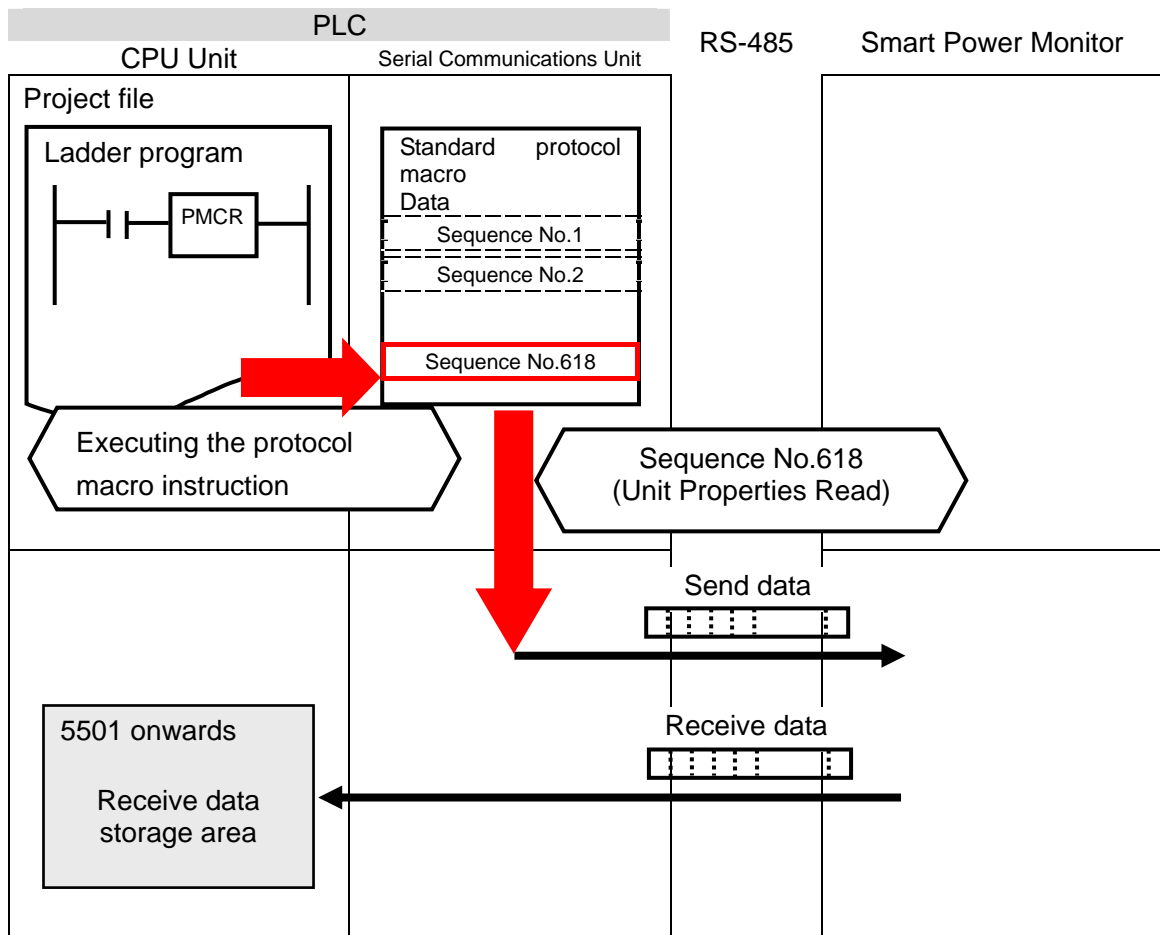 PLC
RS-485
Smart Power Monitor
CPU Unit
Serial Communications Unit
Project file
Ladder program
PMCR
Standard protocol
macro
Data
Sequence No.1
Sequence No.2
Sequence No.618
Executing the protocol
macro instruction
Sequence No.618
(Unit Properties Read)
Send data
Receive data
5501 onwards
Receive data
storage area